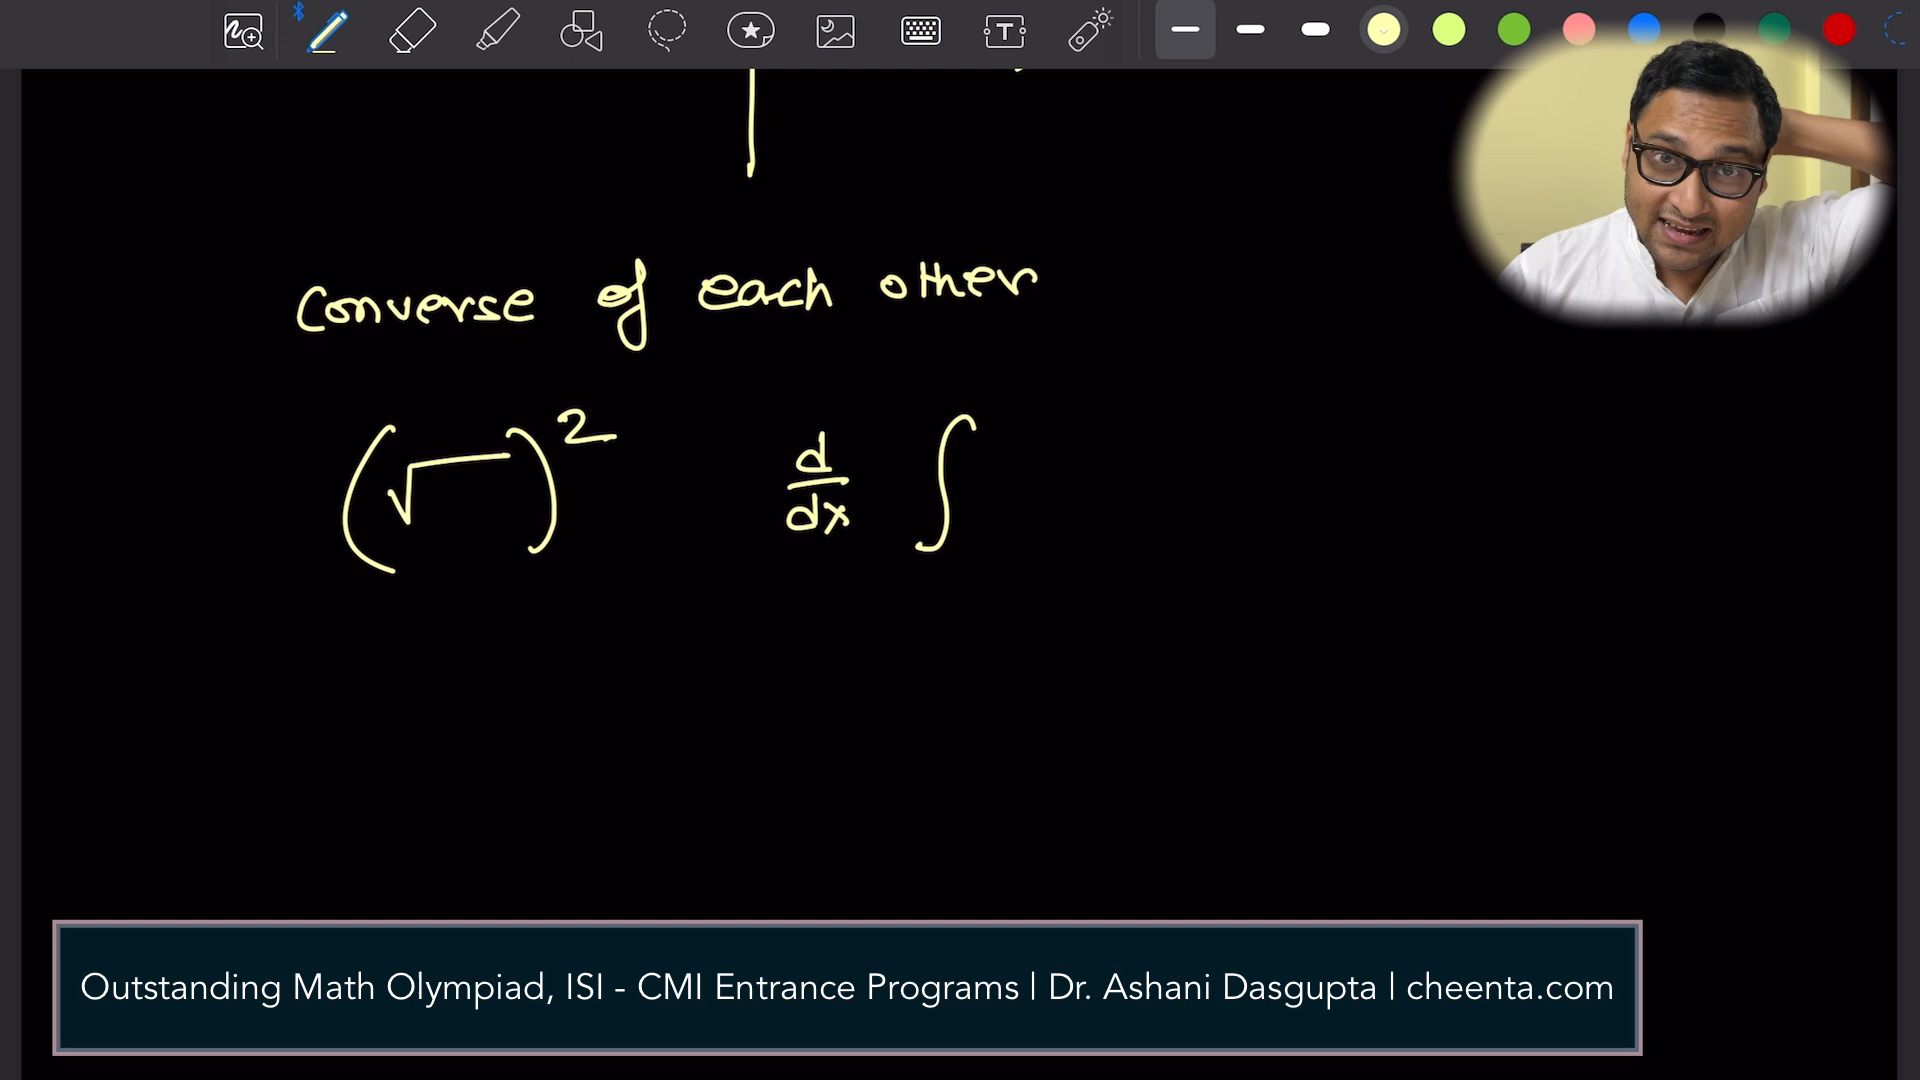 Converse of each other
(√‾)² d/dx ∫
Outstanding Math Olympiad, ISI - CMI Entrance Programs | Dr. Ashani Dasgupta | cheenta.com